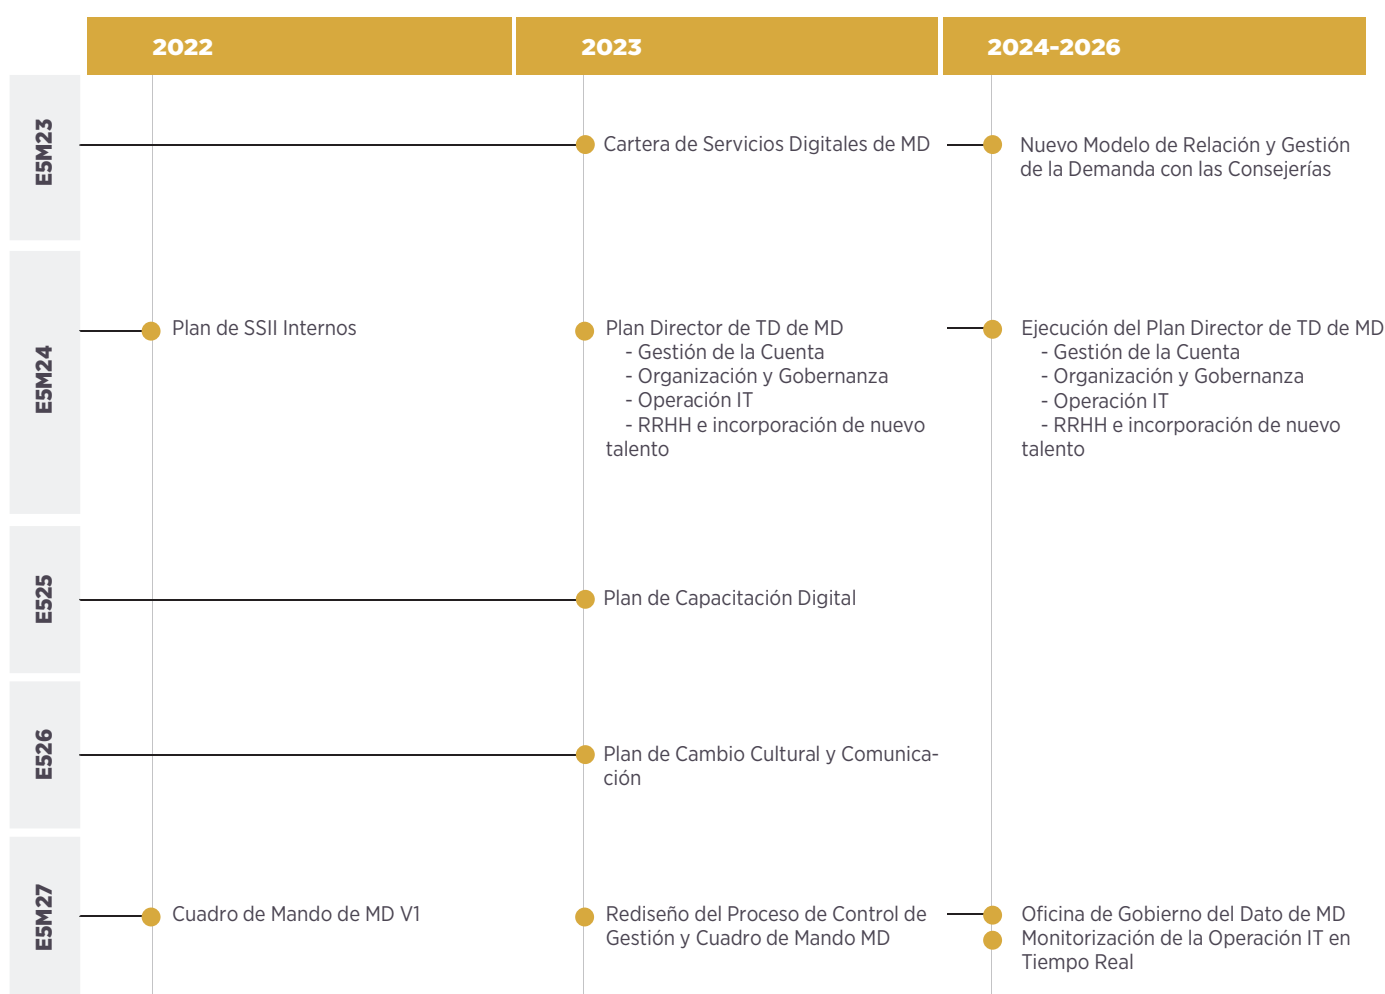 2022
2023
2024-2026
E5M23
Cartera de Servicios Digitales de MD
Nuevo Modelo de Relación y Gestión
de la Demanda con las Consejerías
E5M24
Plan de SSII Internos
Plan Director de TD de MD
- Gestión de la Cuenta
- Organización y Gobernanza
- Operación IT
- RRHH e incorporación de nuevo
talento
Ejecución del Plan Director de TD de MD
- Gestión de la Cuenta
- Organización y Gobernanza
- Operación IT
- RRHH e incorporación de nuevo
talento
E525
Plan de Capacitación Digital
E526
Plan de Cambio Cultural y Comunica-
ción
E5M27
Cuadro de Mando de MD V1
Rediseño del Proceso de Control de
Gestión y Cuadro de Mando MD
Oficina de Gobierno del Dato de MD
Monitorización de la Operación IT en
Tiempo Real